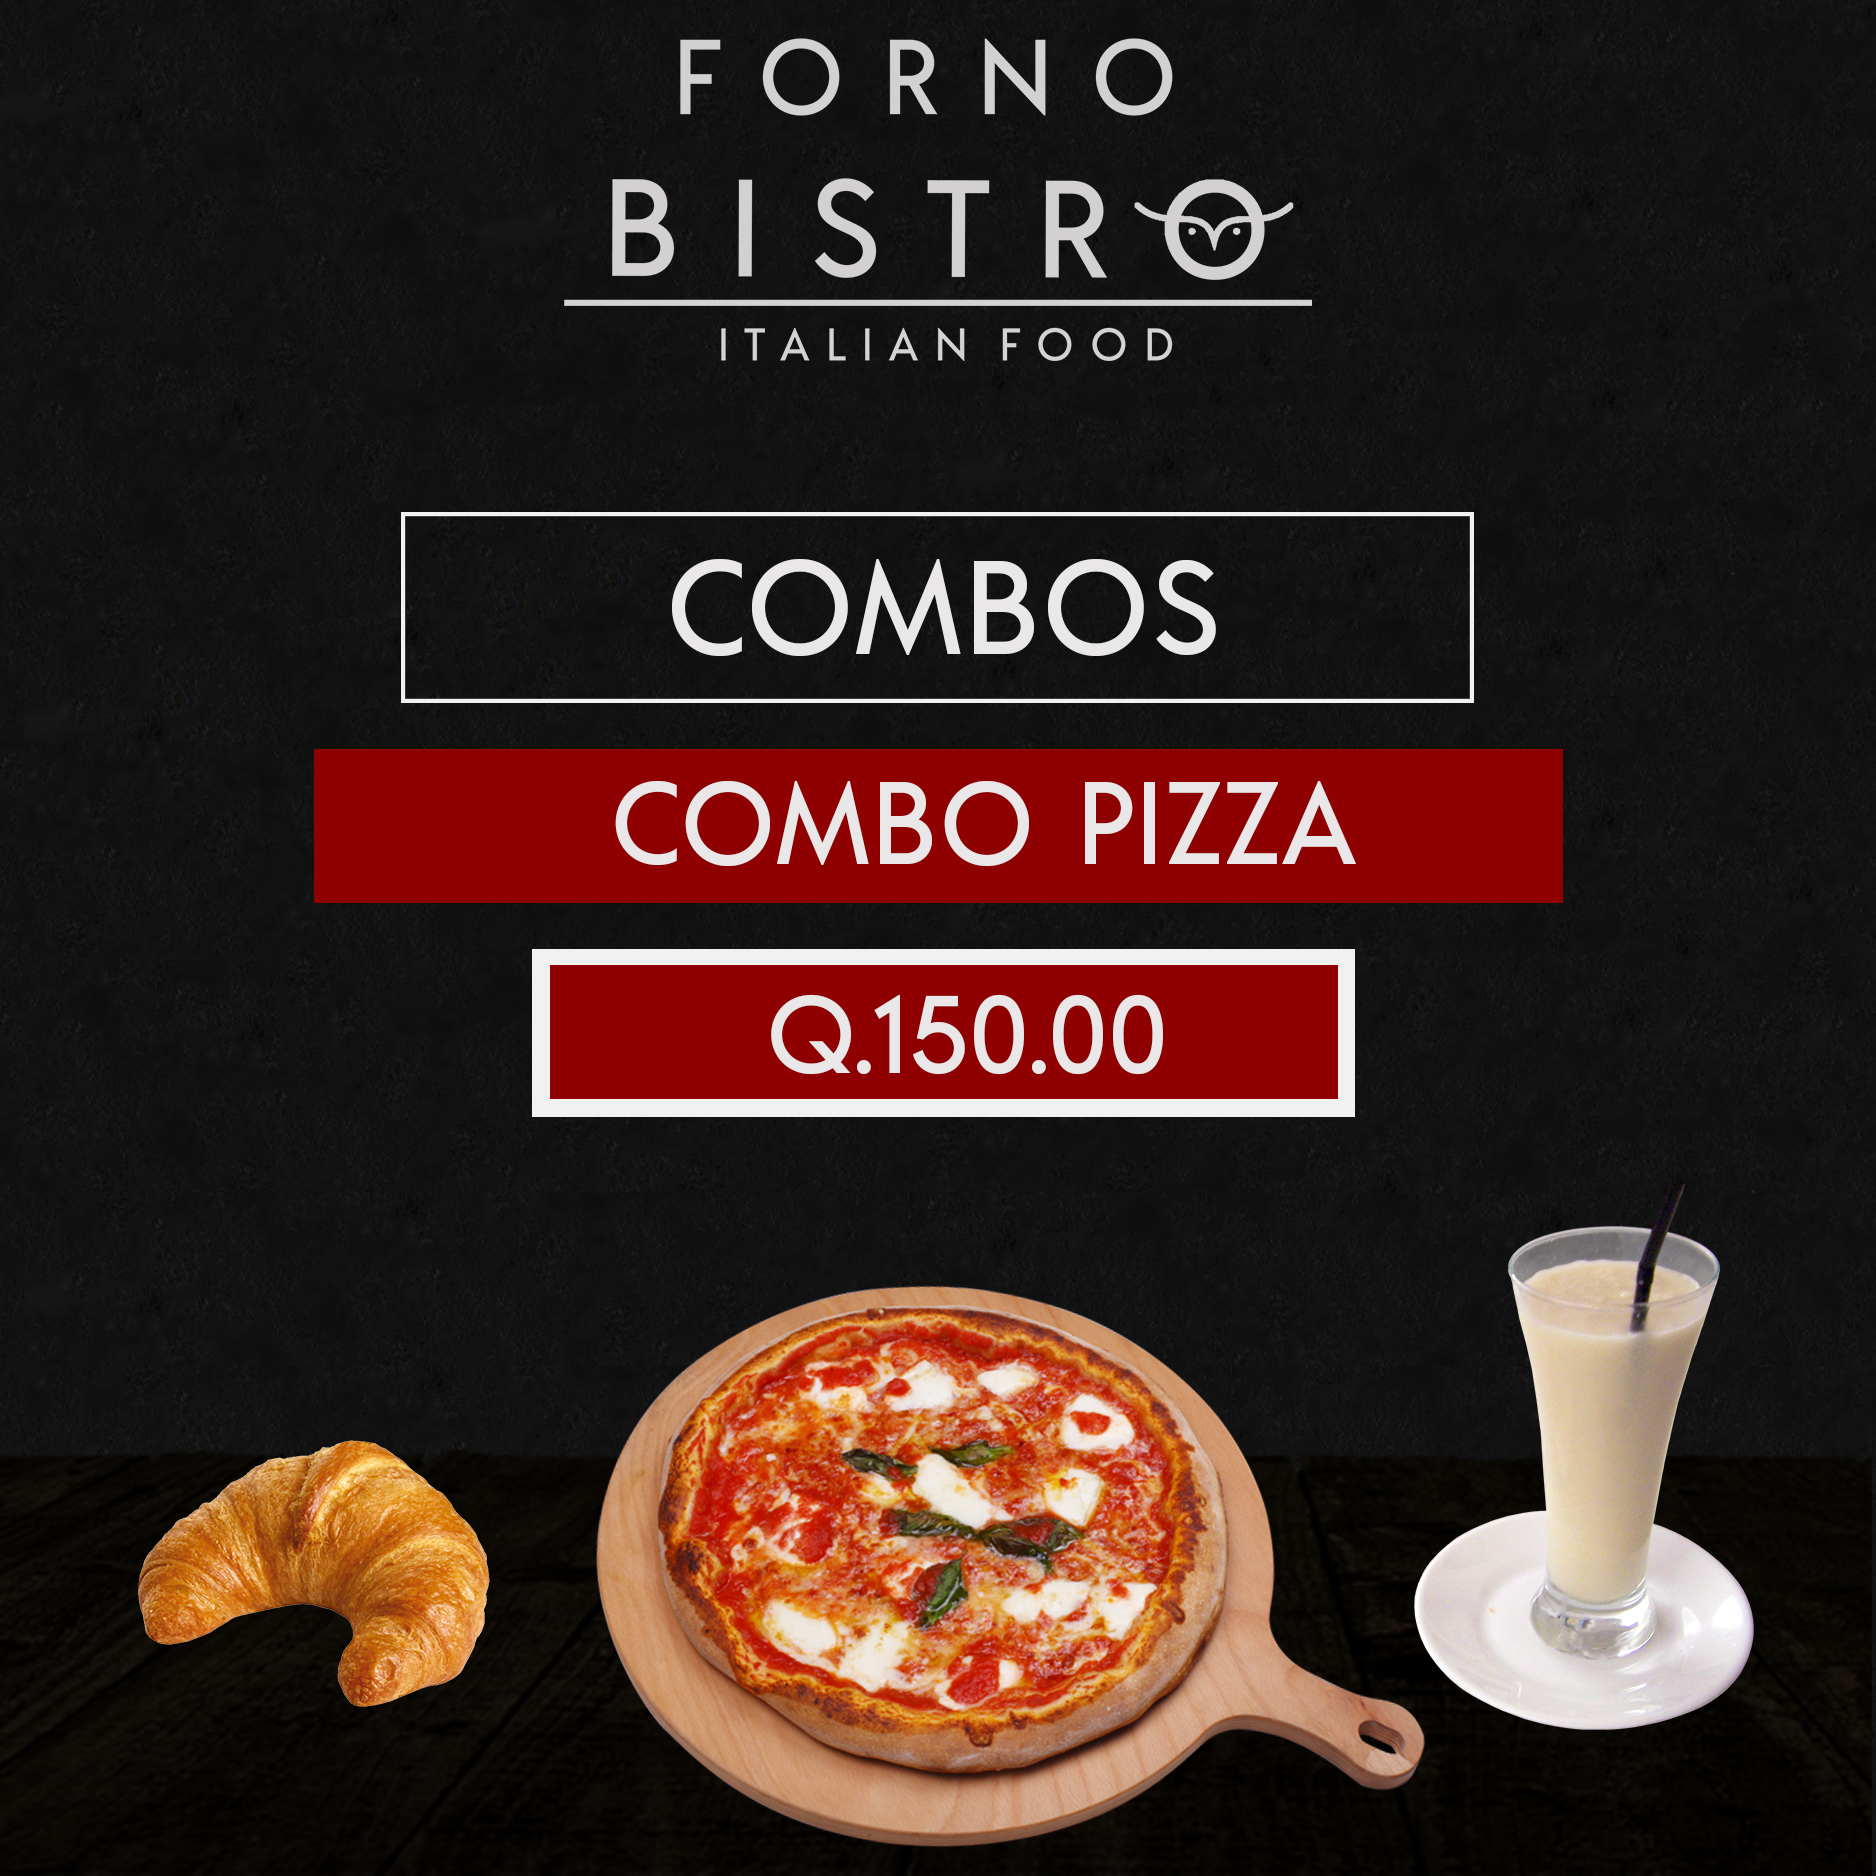 FORNO
BISTRO
ITALIAN FOOD
COMBOS
COMBO PIZZA
Q.150.00